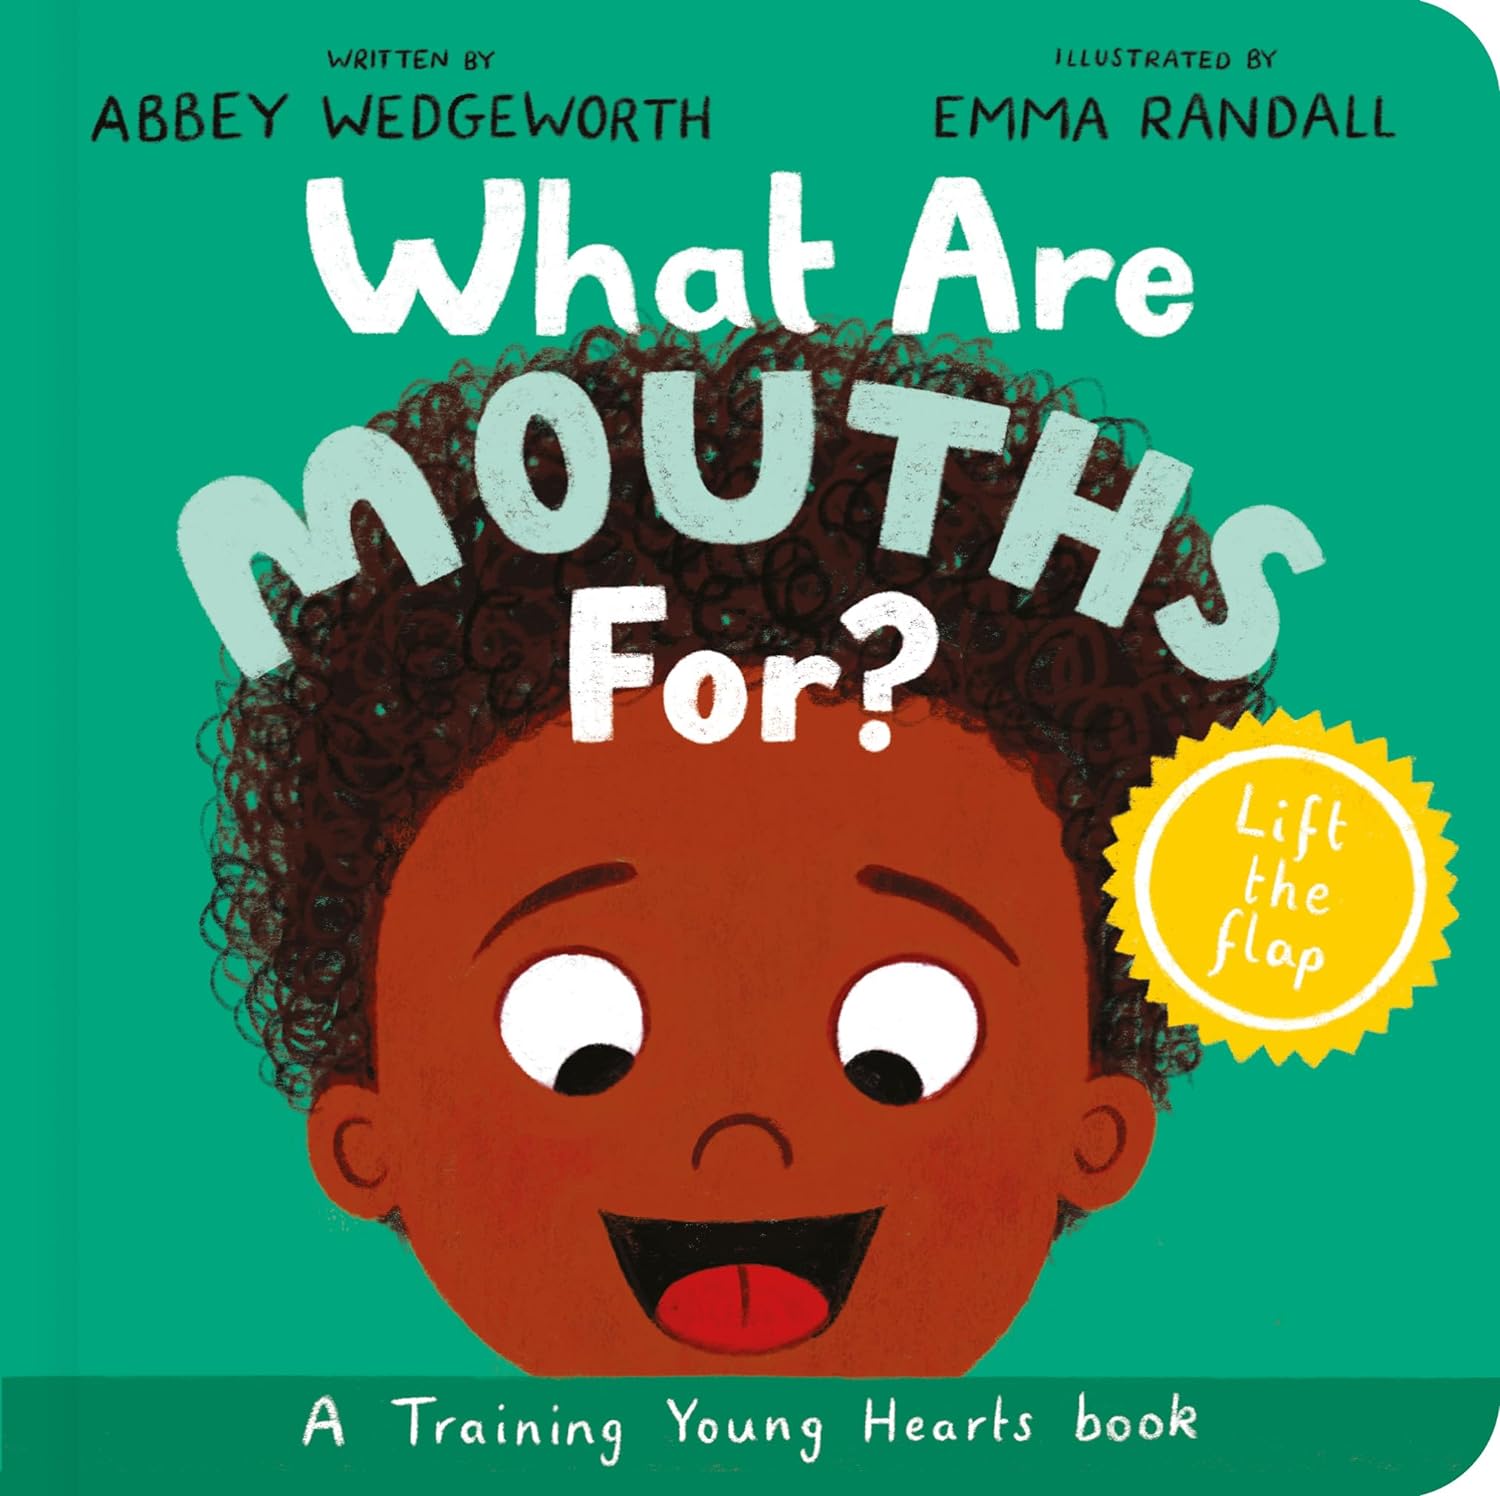 WRITTEN BY
ABBEY WEDGEWORTH
ILLUSTRATED BY
EMMA RANDALL
What Are
MOUTHS
For?
Lift
the
flap
A Training Young Hearts book